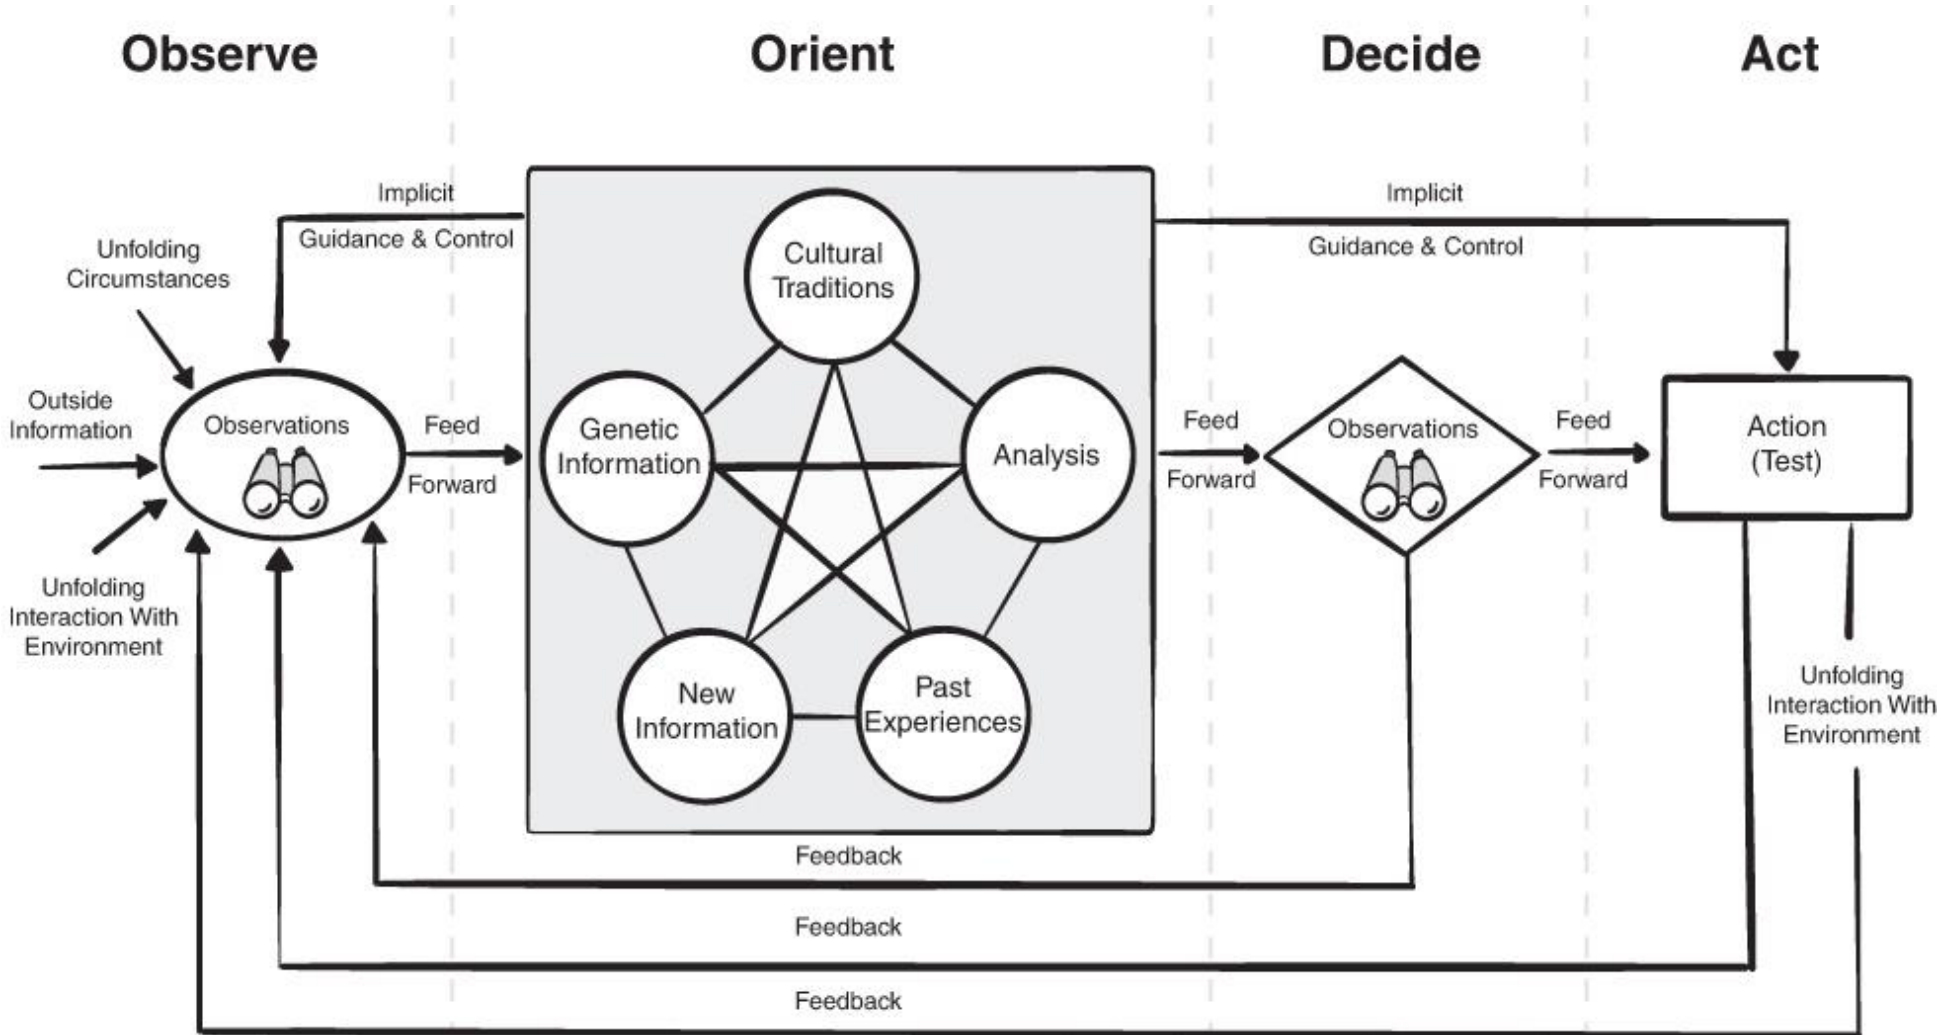 Observe
Orient
Decide
Act
Implicit
Guidance & Control
Implicit
Guidance & Control
Unfolding
Circumstances
Outside
Information
Unfolding
Interaction With
Environment
Observations
Feed
Forward
Cultural
Traditions
Genetic
Information
Analysis
New
Information
Past
Experiences
Feed
Forward
Observations
Feed
Forward
Action
(Test)
Unfolding
Interaction With
Environment
Feedback
Feedback
Feedback